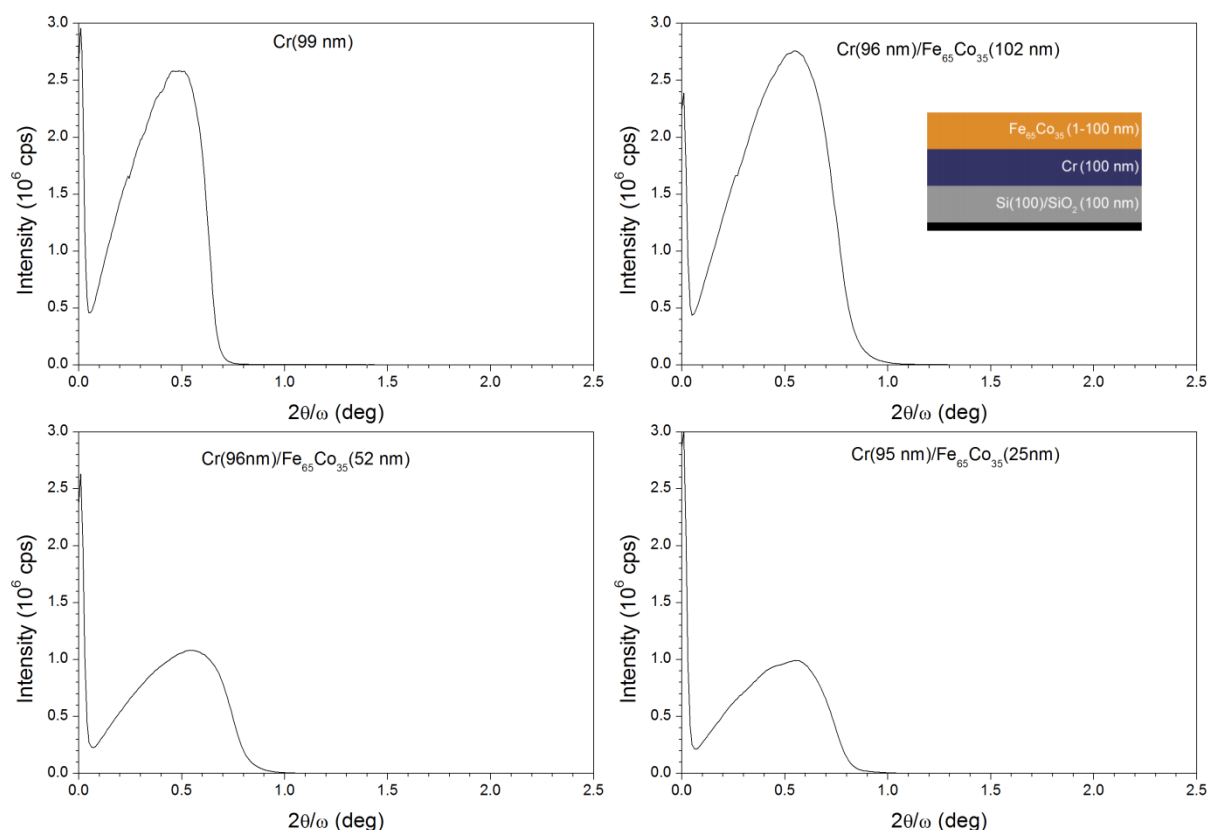 Cr(99 nm)
Intensity (10⁶ cps)
3.0
2.5
2.0
1.5
1.0
0.5
0.0
0.0 0.5 1.0 1.5 2.0 2.5
2θ/ω (deg)
Cr(96 nm)/Fe₆₅Co₃₅(102 nm)
Intensity (10⁶ cps)
3.0
2.5
2.0
1.5
1.0
0.5
0.0
0.0 0.5 1.0 1.5 2.0 2.5
2θ/ω (deg)
Fe₆₅Co₃₅ (1-100 nm)
Cr (100 nm)
Si(100)/SiO₂ (100 nm)
Cr(96nm)/Fe₆₅Co₃₅(52 nm)
Intensity (10⁶ cps)
3.0
2.5
2.0
1.5
1.0
0.5
0.0
0.0 0.5 1.0 1.5 2.0 2.5
2θ/ω (deg)
Cr(95 nm)/Fe₆₅Co₃₅(25nm)
Intensity (10⁶ cps)
3.0
2.5
2.0
1.5
1.0
0.5
0.0
0.0 0.5 1.0 1.5 2.0 2.5
2θ/ω (deg)